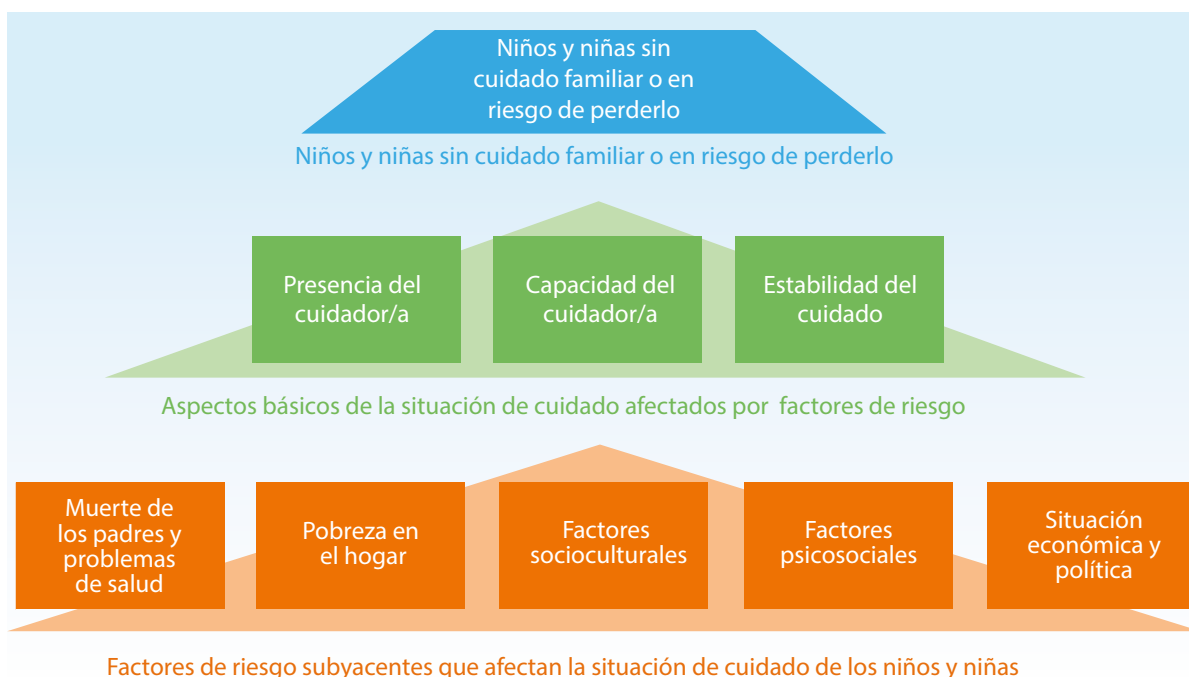 Niños y niñas sin
cuidado familiar o en
riesgo de perderlo
Niños y niñas sin cuidado familiar o en riesgo de perderlo
Presencia del
cuidador/a
Capacidad del
cuidador/a
Estabilidad del
cuidado
Aspectos básicos de la situación de cuidado afectados por factores de riesgo
Muerte de
los padres y
problemas
de salud
Pobreza en
el hogar
Factores
socioculturales
Factores
psicosociales
Situación
económica y
política
Factores de riesgo subyacentes que afectan la situación de cuidado de los niños y niñas